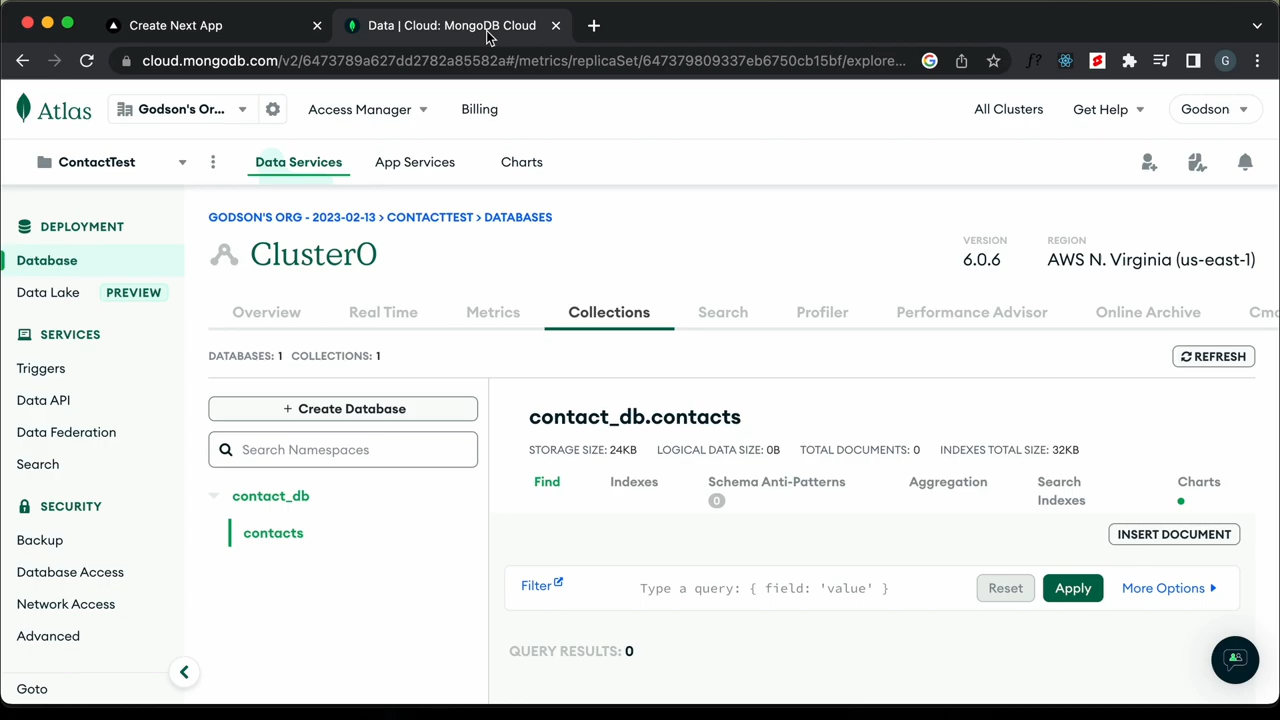 Create Next App
Data | Cloud: MongoDB Cloud
cloud.mongodb.com/v2/6473789a627dd2782a85582a#/metrics/replicaSet/647379809337eb6750cb15bf/explore...
G
Atlas
Godson's Or...
Access Manager
Billing
All Clusters
Get Help
Godson
ContactTest
Data Services
App Services
Charts
DEPLOYMENT
Database
Data Lake
PREVIEW
SERVICES
Triggers
Data API
Data Federation
Search
SECURITY
Backup
Database Access
Network Access
Advanced
Goto
GODSON'S ORG - 2023-02-13 > CONTACTTEST > DATABASES
Cluster0
VERSION
6.0.6
REGION
AWS N. Virginia (us-east-1)
Overview
Real Time
Metrics
Collections
Search
Profiler
Performance Advisor
Online Archive
DATABASES: 1 COLLECTIONS: 1
REFRESH
+ Create Database
Search Namespaces
contact_db
contacts
contact_db.contacts
STORAGE SIZE: 24KB
LOGICAL DATA SIZE: 0B
TOTAL DOCUMENTS: 0
INDEXES TOTAL SIZE: 32KB
Find
Indexes
Schema Anti-Patterns
0
Aggregation
Search
Indexes
Charts
INSERT DOCUMENT
Filter
Type a query: { field: 'value' }
Reset
Apply
More Options
QUERY RESULTS: 0